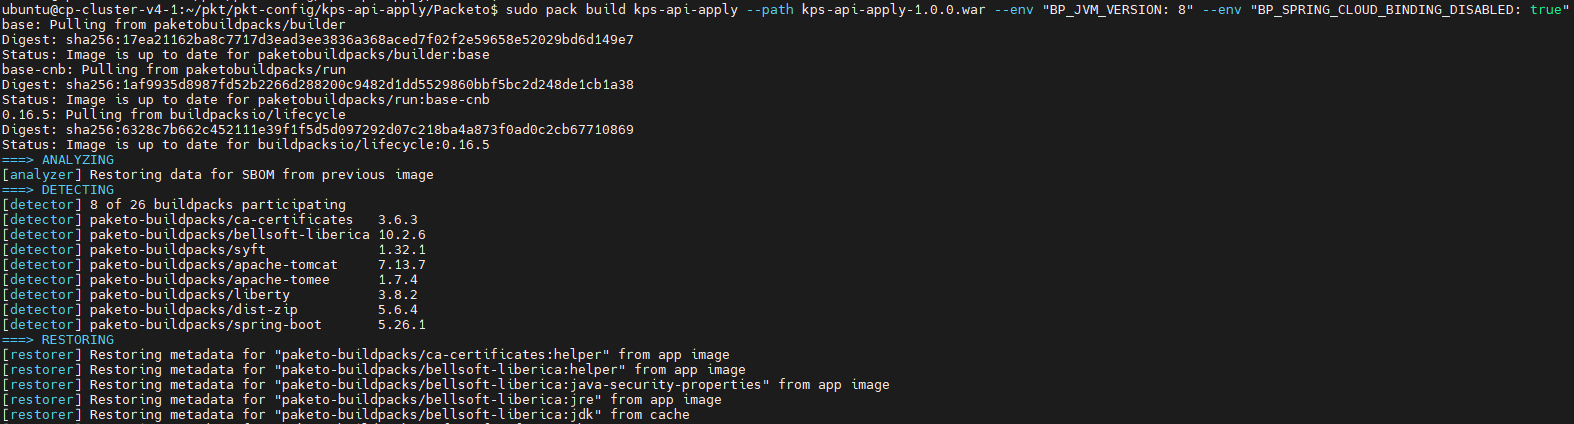 ubuntu@cp-cluster-v4-1:~/pkt/pkt-config/kps-api-apply/Packeto$ sudo pack build kps-api-apply --path kps-api-apply-1.0.0.war --env "BP_JVM_VERSION: 8" --env "BP_SPRING_CLOUD_BINDING_DISABLED: true"
base: Pulling from paketobuildpacks/builder
Digest: sha256:17ea21162ba8c7717d3ead3ee3836a368aced7f02f2e59658e52029bd6d149e7
Status: Image is up to date for paketobuildpacks/builder:base
base-cnb: Pulling from paketobuildpacks/run
Digest: sha256:1af9935d8987fd52b2266d288200c9482d1dd5529860bbf5bc2d248de1cb1a38
Status: Image is up to date for paketobuildpacks/run:base-cnb
0.16.5: Pulling from buildpacksio/lifecycle
Digest: sha256:6328c7b662c452111e39f1f5d5d097292d07c218ba4a873f0ad0c2cb67710869
Status: Image is up to date for buildpacksio/lifecycle:0.16.5
===> ANALYZING
[analyzer] Restoring data for SBOM from previous image
===> DETECTING
[detector] 8 of 26 buildpacks participating
[detector] paketo-buildpacks/ca-certificates   3.6.3
[detector] paketo-buildpacks/bellsoft-liberica 10.2.6
[detector] paketo-buildpacks/syft              1.32.1
[detector] paketo-buildpacks/apache-tomcat     7.13.7
[detector] paketo-buildpacks/apache-tomee      1.7.4
[detector] paketo-buildpacks/liberty           3.8.2
[detector] paketo-buildpacks/dist-zip          5.6.4
[detector] paketo-buildpacks/spring-boot       5.26.1
===> RESTORING
[restorer] Restoring metadata for "paketo-buildpacks/ca-certificates:helper" from app image
[restorer] Restoring metadata for "paketo-buildpacks/bellsoft-liberica:helper" from app image
[restorer] Restoring metadata for "paketo-buildpacks/bellsoft-liberica:java-security-properties" from app image
[restorer] Restoring metadata for "paketo-buildpacks/bellsoft-liberica:jre" from app image
[restorer] Restoring metadata for "paketo-buildpacks/bellsoft-liberica:jdk" from cache